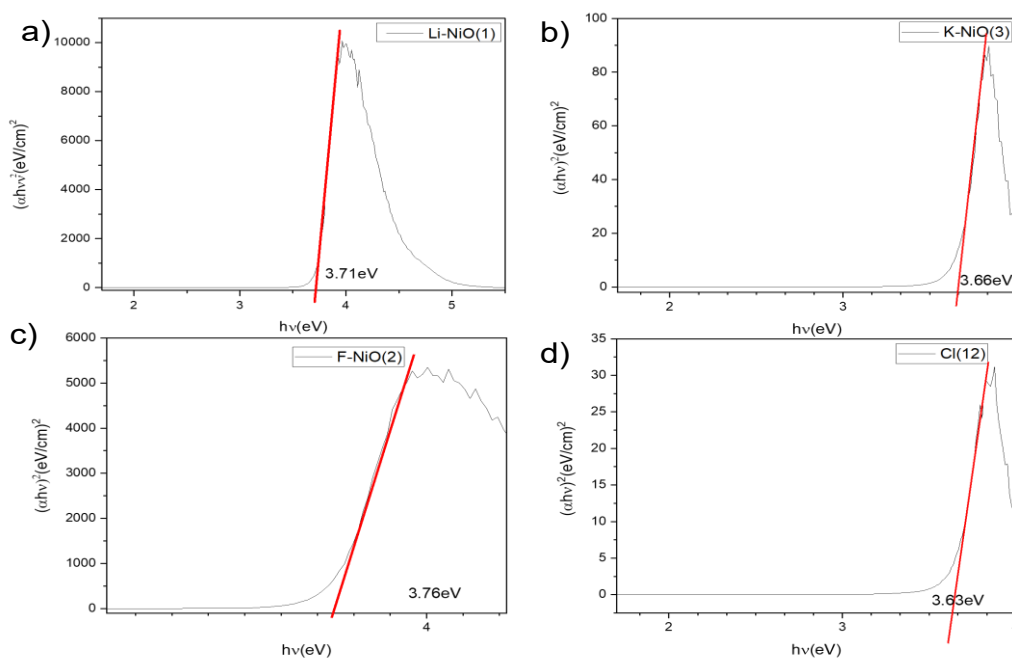 a)
Li-NiO(1)
10000
8000
6000
4000
2000
0
(αhνν²(eV/cm)²
3.71eV
2
3
4
5
hν(eV)
b)
K-NiO(3)
100
80
60
40
20
0
(αhν)²(eV/cm)²
3.66eV
2
3
hν(eV)
c)
F-NiO(2)
6000
5000
4000
3000
2000
1000
0
(αhν)²(eV/cm)²
3.76eV
4
hν(eV)
d)
Cl(12)
35
30
25
20
15
10
5
0
(αhν)²(eV/cm)²
3.63eV
2
3
hν(eV)